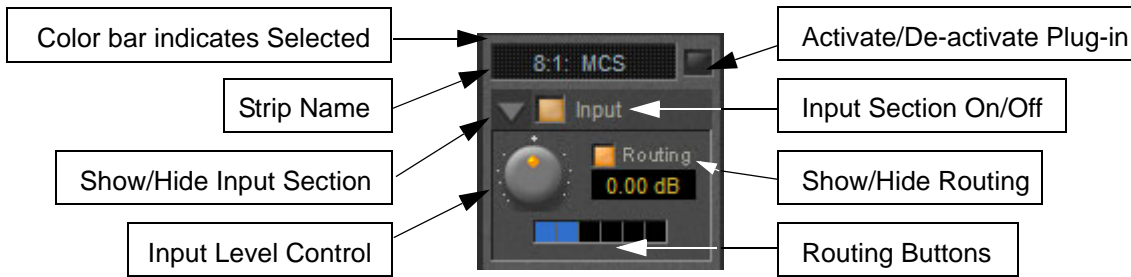 Color bar indicates Selected
Activate/De-activate Plug-in
8:1: MCS
Strip Name
Input
Input Section On/Off
Show/Hide Input Section
Routing
0.00 dB
Show/Hide Routing
Input Level Control
Routing Buttons